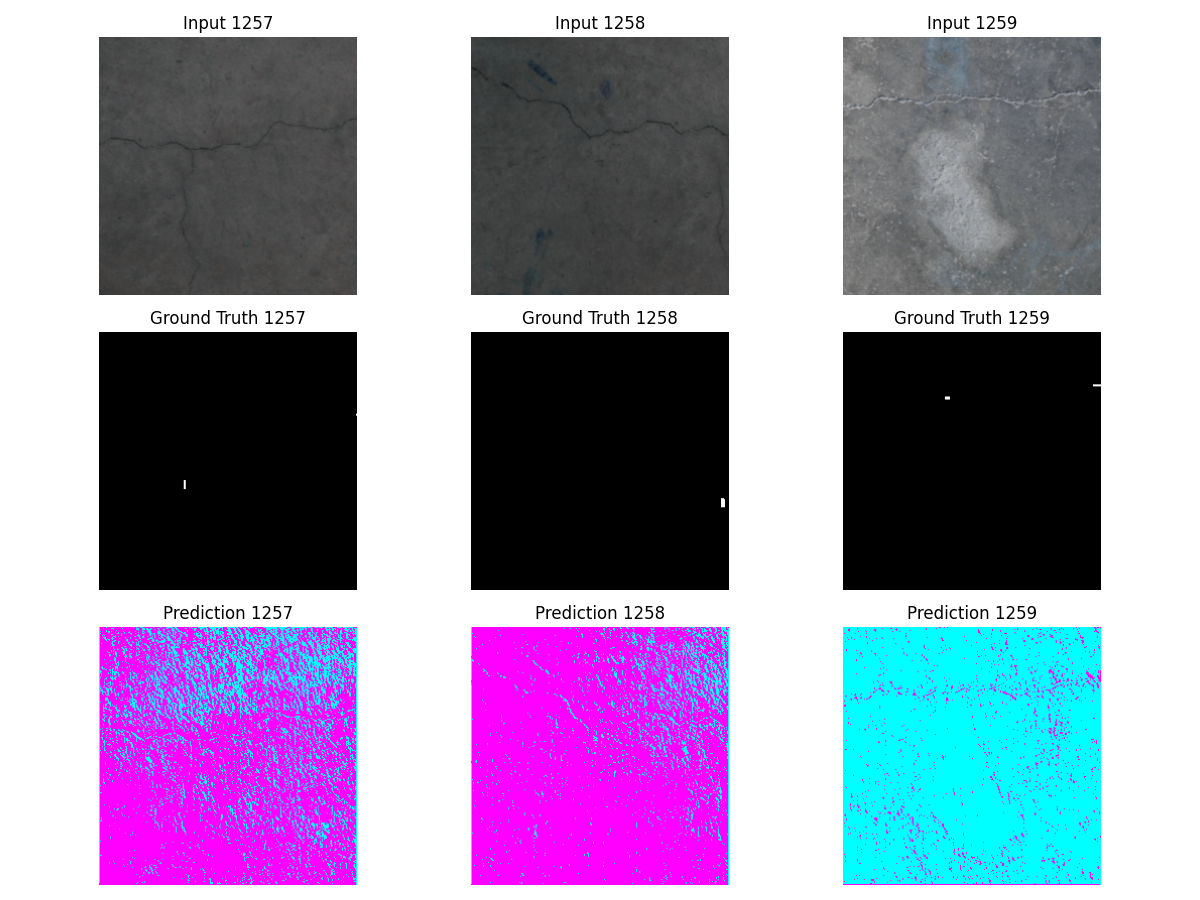 Input 1257
Input 1258
Input 1259
Ground Truth 1257
Ground Truth 1258
Ground Truth 1259
Prediction 1257
Prediction 1258
Prediction 1259